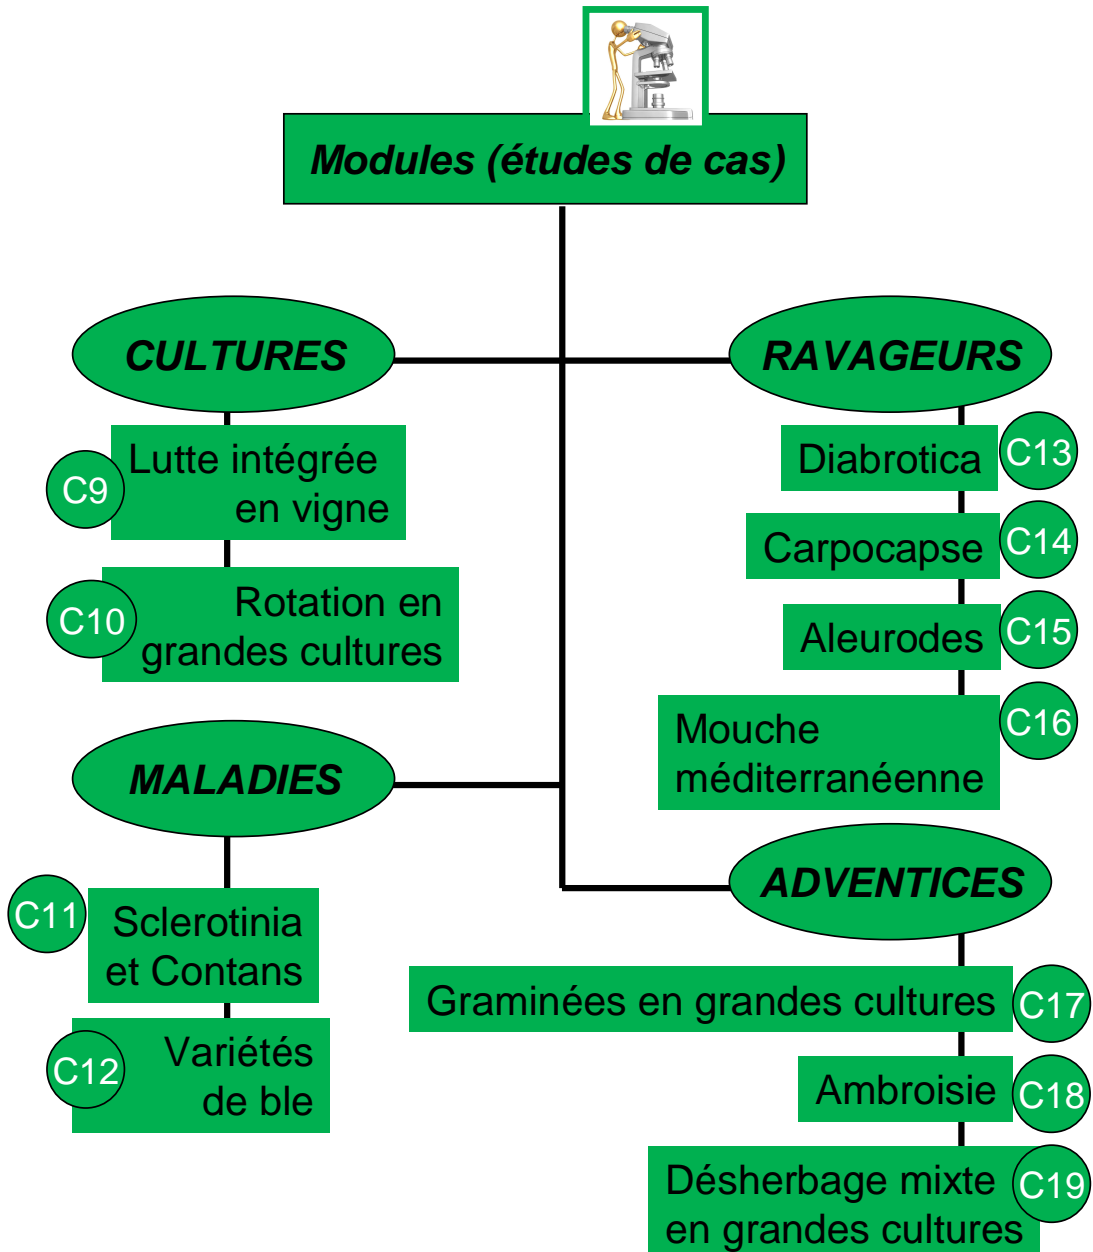 Modules (études de cas)
CULTURES
C9
Lutte intégrée
en vigne
C10
Rotation en
grandes cultures
RAVAGEURS
Diabrotica
C13
Carpocapse
C14
Aleurodes
C15
Mouche
méditerranéenne
C16
MALADIES
C11
Sclerotinia
et Contans
C12
Variétés
de ble
ADVENTICES
Graminées en grandes cultures
C17
Ambroisie
C18
Désherbage mixte
en grandes cultures
C19